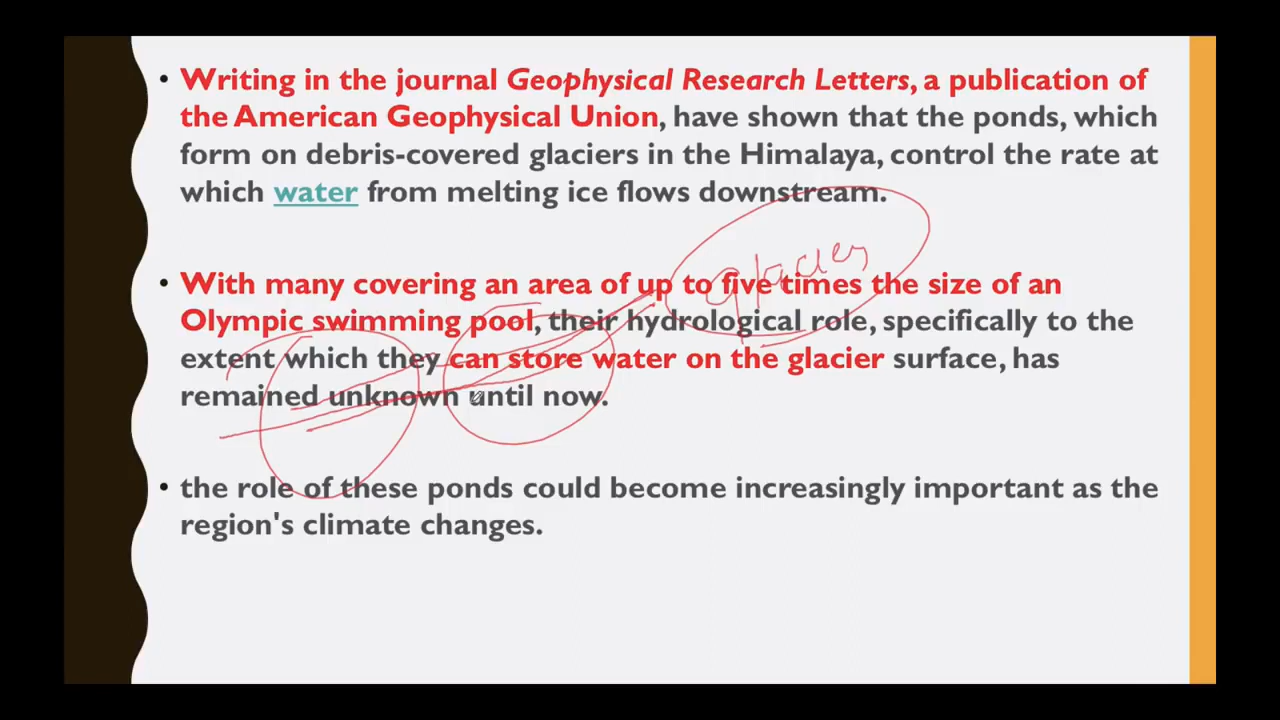 • Writing in the journal Geophysical Research Letters, a publication of
the American Geophysical Union, have shown that the ponds, which
form on debris-covered glaciers in the Himalaya, control the rate at
which water from melting ice flows downstream.
glacier
• With many covering an area of up to five times the size of an
Olympic swimming pool, their hydrological role, specifically to the
extent which they can store water on the glacier surface, has
remained unknown until now.
• the role of these ponds could become increasingly important as the
region's climate changes.